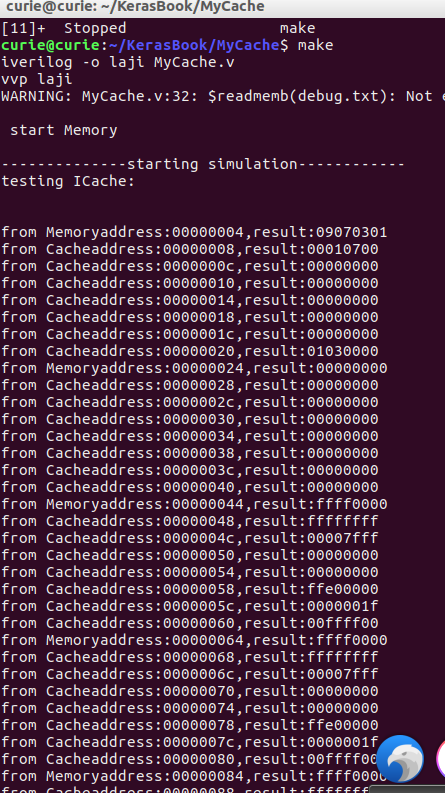 curie@curie: ~/KerasBook/MyCache
[11]+  Stopped                 make
curie@curie:~/KerasBook/MyCache$ make
iverilog -o laji MyCache.v
vvp laji
WARNING: MyCache.v:32: $readmemb(debug.txt): Not
 start Memory
--------------starting simulation------------
testing ICache:
from Memoryaddress:00000004,result:09070301
from Cacheaddress:00000008,result:00010700
from Cacheaddress:0000000c,result:00000000
from Cacheaddress:00000010,result:00000000
from Cacheaddress:00000014,result:00000000
from Cacheaddress:00000018,result:00000000
from Cacheaddress:0000001c,result:00000000
from Cacheaddress:00000020,result:01030000
from Memoryaddress:00000024,result:00000000
from Cacheaddress:00000028,result:00000000
from Cacheaddress:0000002c,result:00000000
from Cacheaddress:00000030,result:00000000
from Cacheaddress:00000034,result:00000000
from Cacheaddress:00000038,result:00000000
from Cacheaddress:0000003c,result:00000000
from Cacheaddress:00000040,result:00000000
from Memoryaddress:00000044,result:ffff0000
from Cacheaddress:00000048,result:ffffffff
from Cacheaddress:0000004c,result:00007fff
from Cacheaddress:00000050,result:00000000
from Cacheaddress:00000054,result:00000000
from Cacheaddress:00000058,result:ffe00000
from Cacheaddress:0000005c,result:0000001f
from Cacheaddress:00000060,result:00ffff00
from Memoryaddress:00000064,result:ffff0000
from Cacheaddress:00000068,result:ffffffff
from Cacheaddress:0000006c,result:00007fff
from Cacheaddress:00000070,result:00000000
from Cacheaddress:00000074,result:00000000
from Cacheaddress:00000078,result:ffe00000
from Cacheaddress:0000007c,result:0000001f
from Cacheaddress:00000080,result:00ffff00
from Memoryaddress:00000084,result:ffff0000
from Cacheaddress:00000088,result:ffffffff